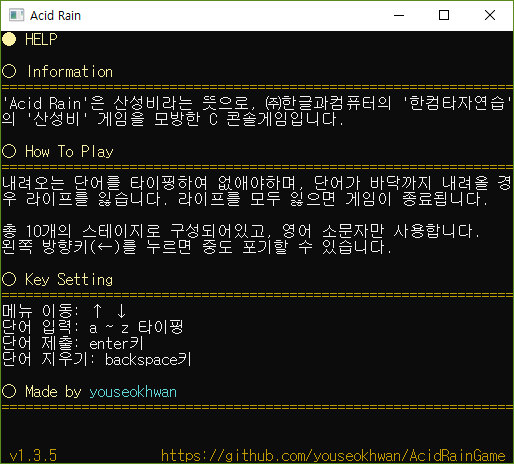 Acid Rain
● HELP
○ Information
================================================================
'Acid Rain'은 산성비라는 뜻으로, ㈜한글과컴퓨터의 '한컴타자연습'
의 '산성비' 게임을 모방한 C 콘솔게임입니다.
○ How To Play
================================================================
내려오는 단어를 타이핑하여 없애야하며, 단어가 바닥까지 내려올 경
우 라이프를 잃습니다. 라이프를 모두 잃으면 게임이 종료됩니다.
총 10개의 스테이지로 구성되어있고, 영어 소문자만 사용합니다.
왼쪽 방향키(←)를 누르면 중도 포기할 수 있습니다.
○ Key Setting
================================================================
메뉴 이동: ↑ ↓
단어 입력: a ~ z 타이핑
단어 제출: enter키
단어 지우기: backspace키
○ Made by youseokhwan
================================================================
v1.3.5 https://github.com/youseokhwan/AcidRainGame